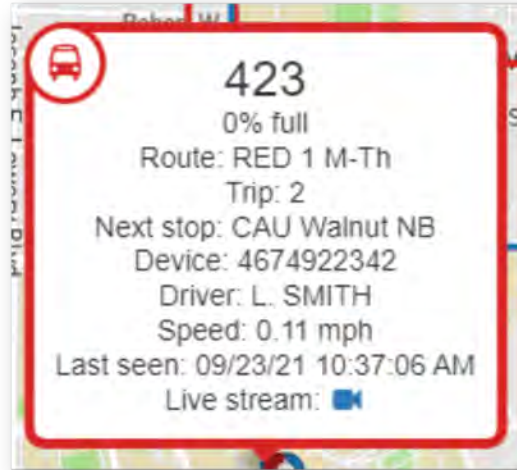 423
0% full
Route: RED 1 M-Th
Trip: 2
Next stop: CAU Walnut NB
Device: 4674922342
Driver: L. SMITH
Speed: 0.11 mph
Last seen: 09/23/21 10:37:06 AM
Live stream: